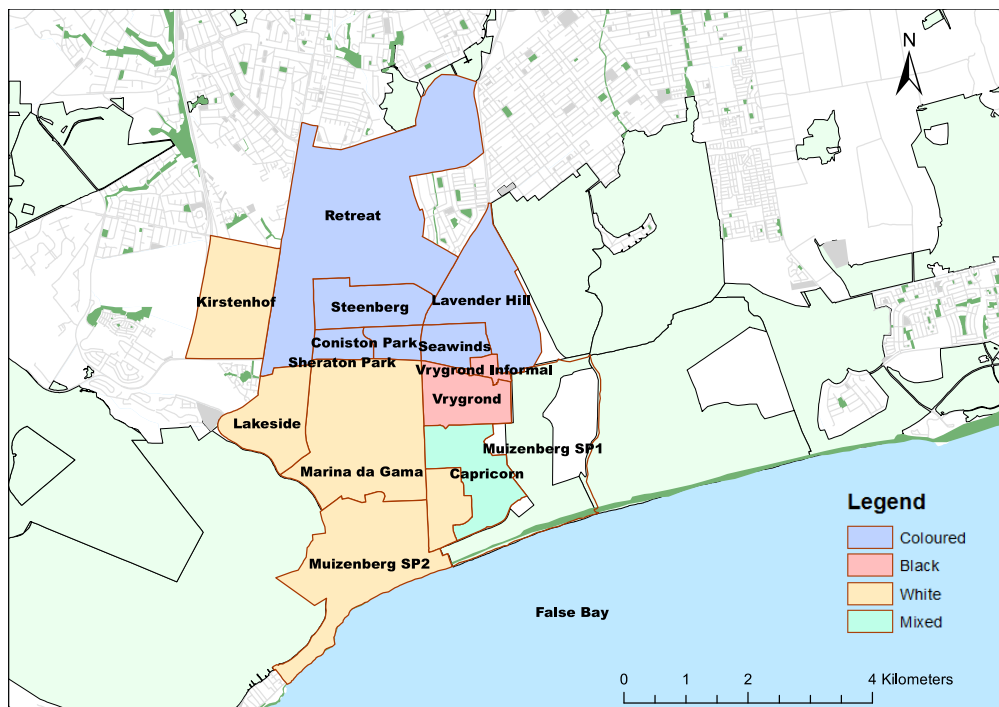 N
Retreat
Kirstenhof
Steenberg
Lavender Hill
Coniston Park
Seawinds
Sheraton Park
Vrygrond Informal
Vrygrond
Lakeside
Muizenberg SP1
Marina da Gama
Capricorn
Muizenberg SP2
False Bay
Legend
Coloured
Black
White
Mixed
0 1 2 4 Kilometers